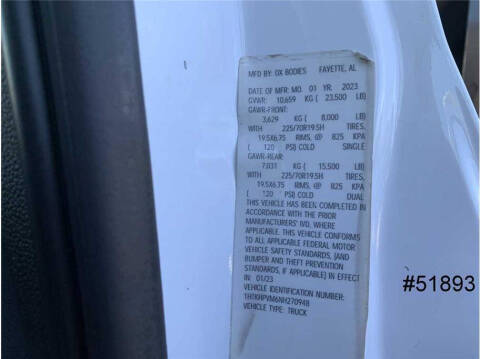 MFD BY: OX BODIES FAYETTE, AL
DATE OF MFR: MO. 01 YR. 2023
GVWR: 10,659 KG ( 23,500 LB)
GAWR-FRONT:
3,629 KG ( 8,000 LB)
WITH 225/70R19.5H TIRES,
19.5X6.75 RIMS, @ 825 KPA
( 120 PSI) COLD SINGLE
GAWR-REAR:
7,031 KG ( 15,500 LB)
WITH 225/70R19.5H TIRES,
19.5X6.75 RIMS, @ 825 KPA
( 120 PSI) COLD DUAL
THIS VEHICLE HAS BEEN COMPLETED IN
ACCORDANCE WITH THE PRIOR
MANUFACTURERS' IVD, WHERE
APPLICABLE. THIS VEHICLE CONFORMS
TO ALL APPLICABLE FEDERAL MOTOR
VEHICLE SAFETY STANDARDS, [AND
BUMPER AND THEFT PREVENTION
STANDARDS, IF APPLICABLE] IN EFFECT
IN 01/23
VEHICLE IDENTIFICATION NUMBER:
1HTKHPVM6NH270948
VEHICLE TYPE: TRUCK
#51893